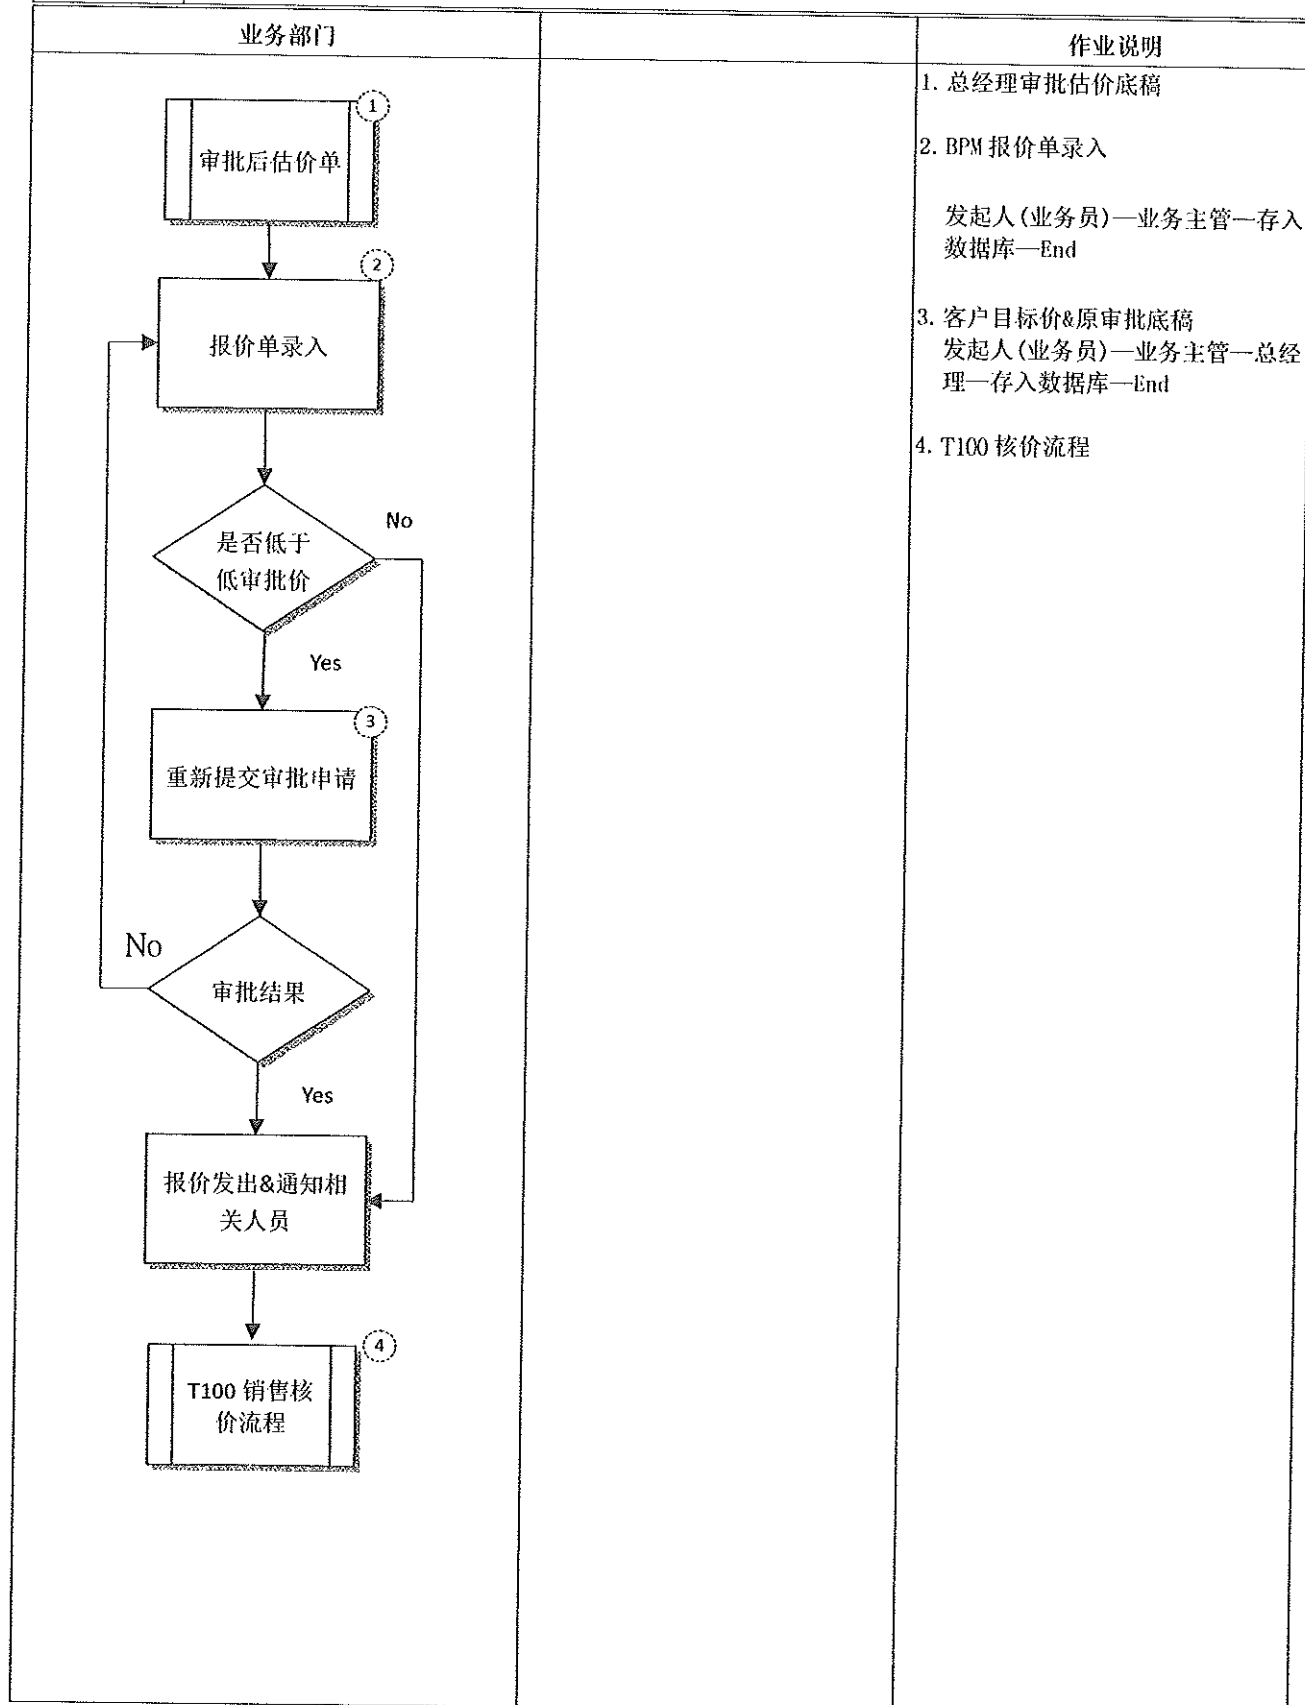 业务部门
作业说明
1
审批后估价单
2
报价单录入
是否低于
低审批价
No
Yes
3
重新提交审批申请
No
审批结果
Yes
报价发出&通知相
关人员
4
T100 销售核
价流程
1. 总经理审批估价底稿
2. BPM 报价单录入
发起人(业务员)—业务主管—存入
数据库—End
3. 客户目标价&原审批底稿
发起人(业务员)—业务主管—总经
理—存入数据库—End
4. T100 核价流程